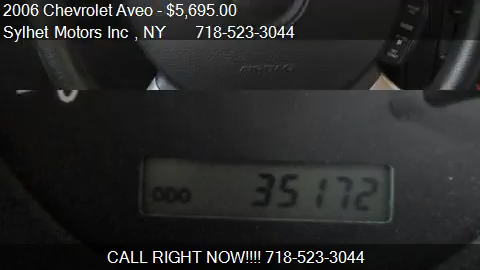 2006 Chevrolet Aveo - $5,695.00
Sylhet Motors Inc , NY 718-523-3044
ODO 35172
CALL RIGHT NOW!!!! 718-523-3044